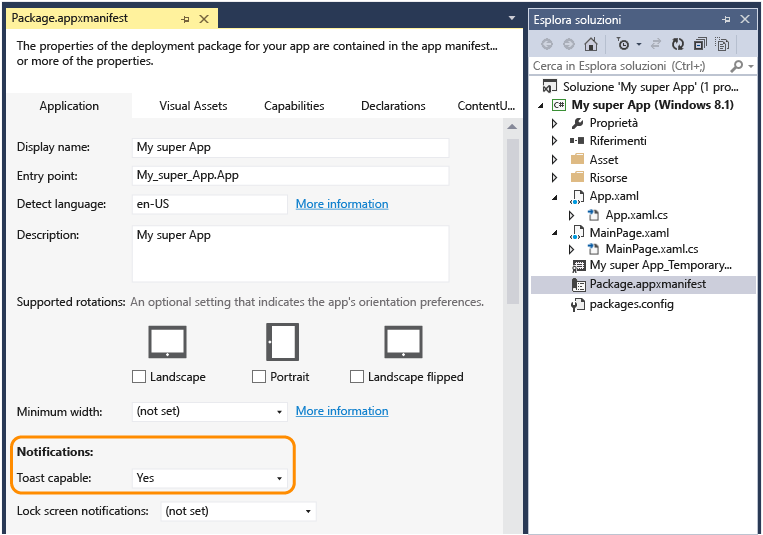 Package.appxmanifest
The properties of the deployment package for your app are contained in the app manifest...
or more of the properties.
Application
Visual Assets
Capabilities
Declarations
ContentU...
Display name:
My super App
Entry point:
My_super_App.App
Detect language:
en-US
More information
Description:
My super App
Supported rotations:
An optional setting that indicates the app's orientation preferences.
Landscape
Portrait
Landscape flipped
Minimum width:
(not set)
More information
Notifications:
Toast capable:
Yes
Lock screen notifications:
(not set)
Esplora soluzioni
Cerca in Esplora soluzioni (Ctrl+;)
Soluzione 'My super App' (1 pro...
C# My super App (Windows 8.1)
Proprietà
Riferimenti
Asset
Risorse
App.xaml
App.xaml.cs
MainPage.xaml
MainPage.xaml.cs
My super App_Temporary...
Package.appxmanifest
packages.config